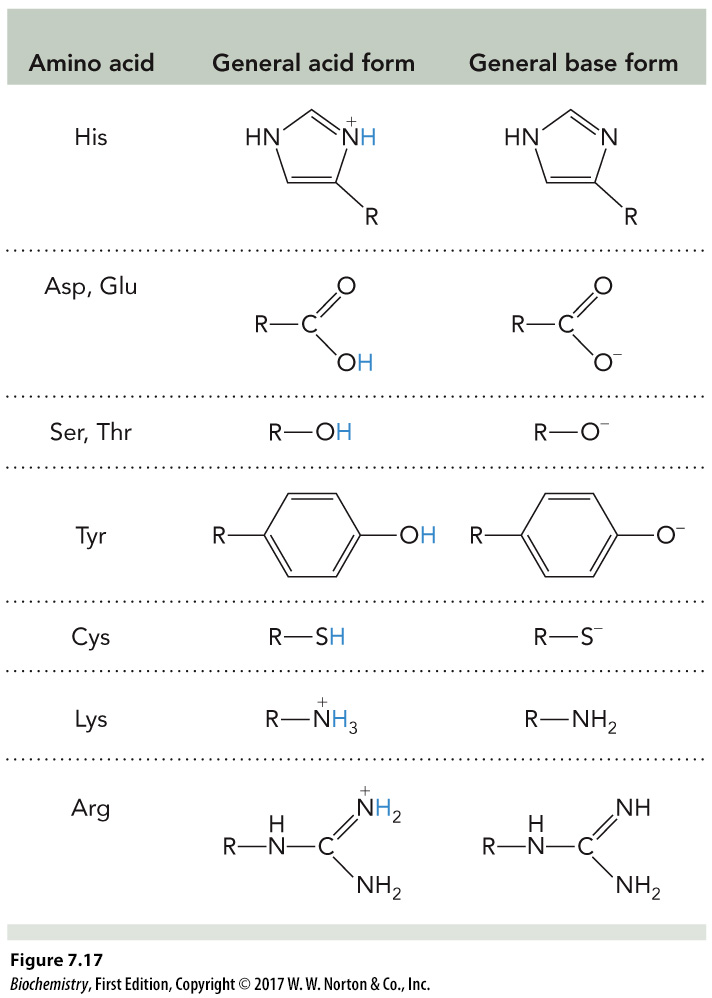 Amino acid General acid form General base form
His
HN
+
NH
R
HN
N
R
Asp, Glu
R—C
O
OH
R—C
O
O⁻
Ser, Thr
R—OH
R—O⁻
Tyr
R
OH
R
O⁻
Cys
R—SH
R—S⁻
Lys
+
R—NH₃
R—NH₂
Arg
+
NH₂
H
R—N—C
NH₂
NH
H
R—N—C
NH₂
Figure 7.17
Biochemistry, First Edition, Copyright © 2017 W. W. Norton & Co., Inc.